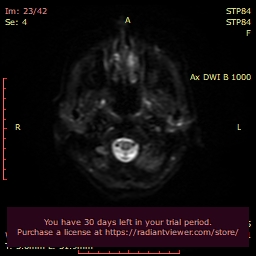 Im: 23/42
Se: 4
STP84
STP84
F
A
Ax DWI B 1000
R
L
You have 30 days left in your trial period.
Purchase a license at https://radiantviewer.com/store/